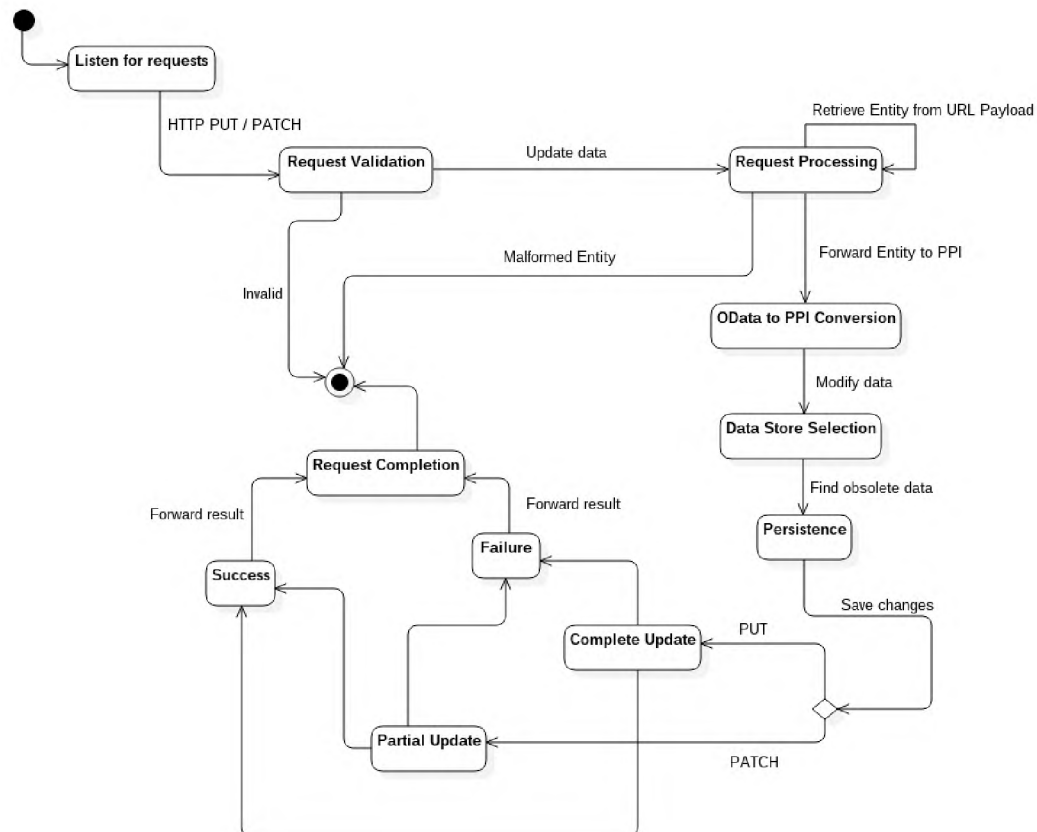 Listen for requests
Retrieve Entity from URL Payload
HTTP PUT / PATCH
Request Validation
Update data
Request Processing
Malformed Entity
Forward Entity to PPI
Invalid
OData to PPI Conversion
Modify data
Data Store Selection
Request Completion
Find obsolete data
Forward result
Forward result
Persistence
Failure
Success
Save changes
PUT
Complete Update
Partial Update
PATCH